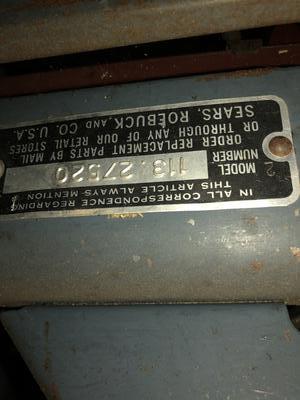 IN ALL CORRESPONDENCE REGARDING
THIS ARTICLE ALWAYS MENTION
MODEL NUMBER 113.27520
ORDER REPLACEMENT PARTS BY MAIL
OR THROUGH ANY OF OUR RETAIL STORES
SEARS, ROEBUCK AND CO. U.S.A.